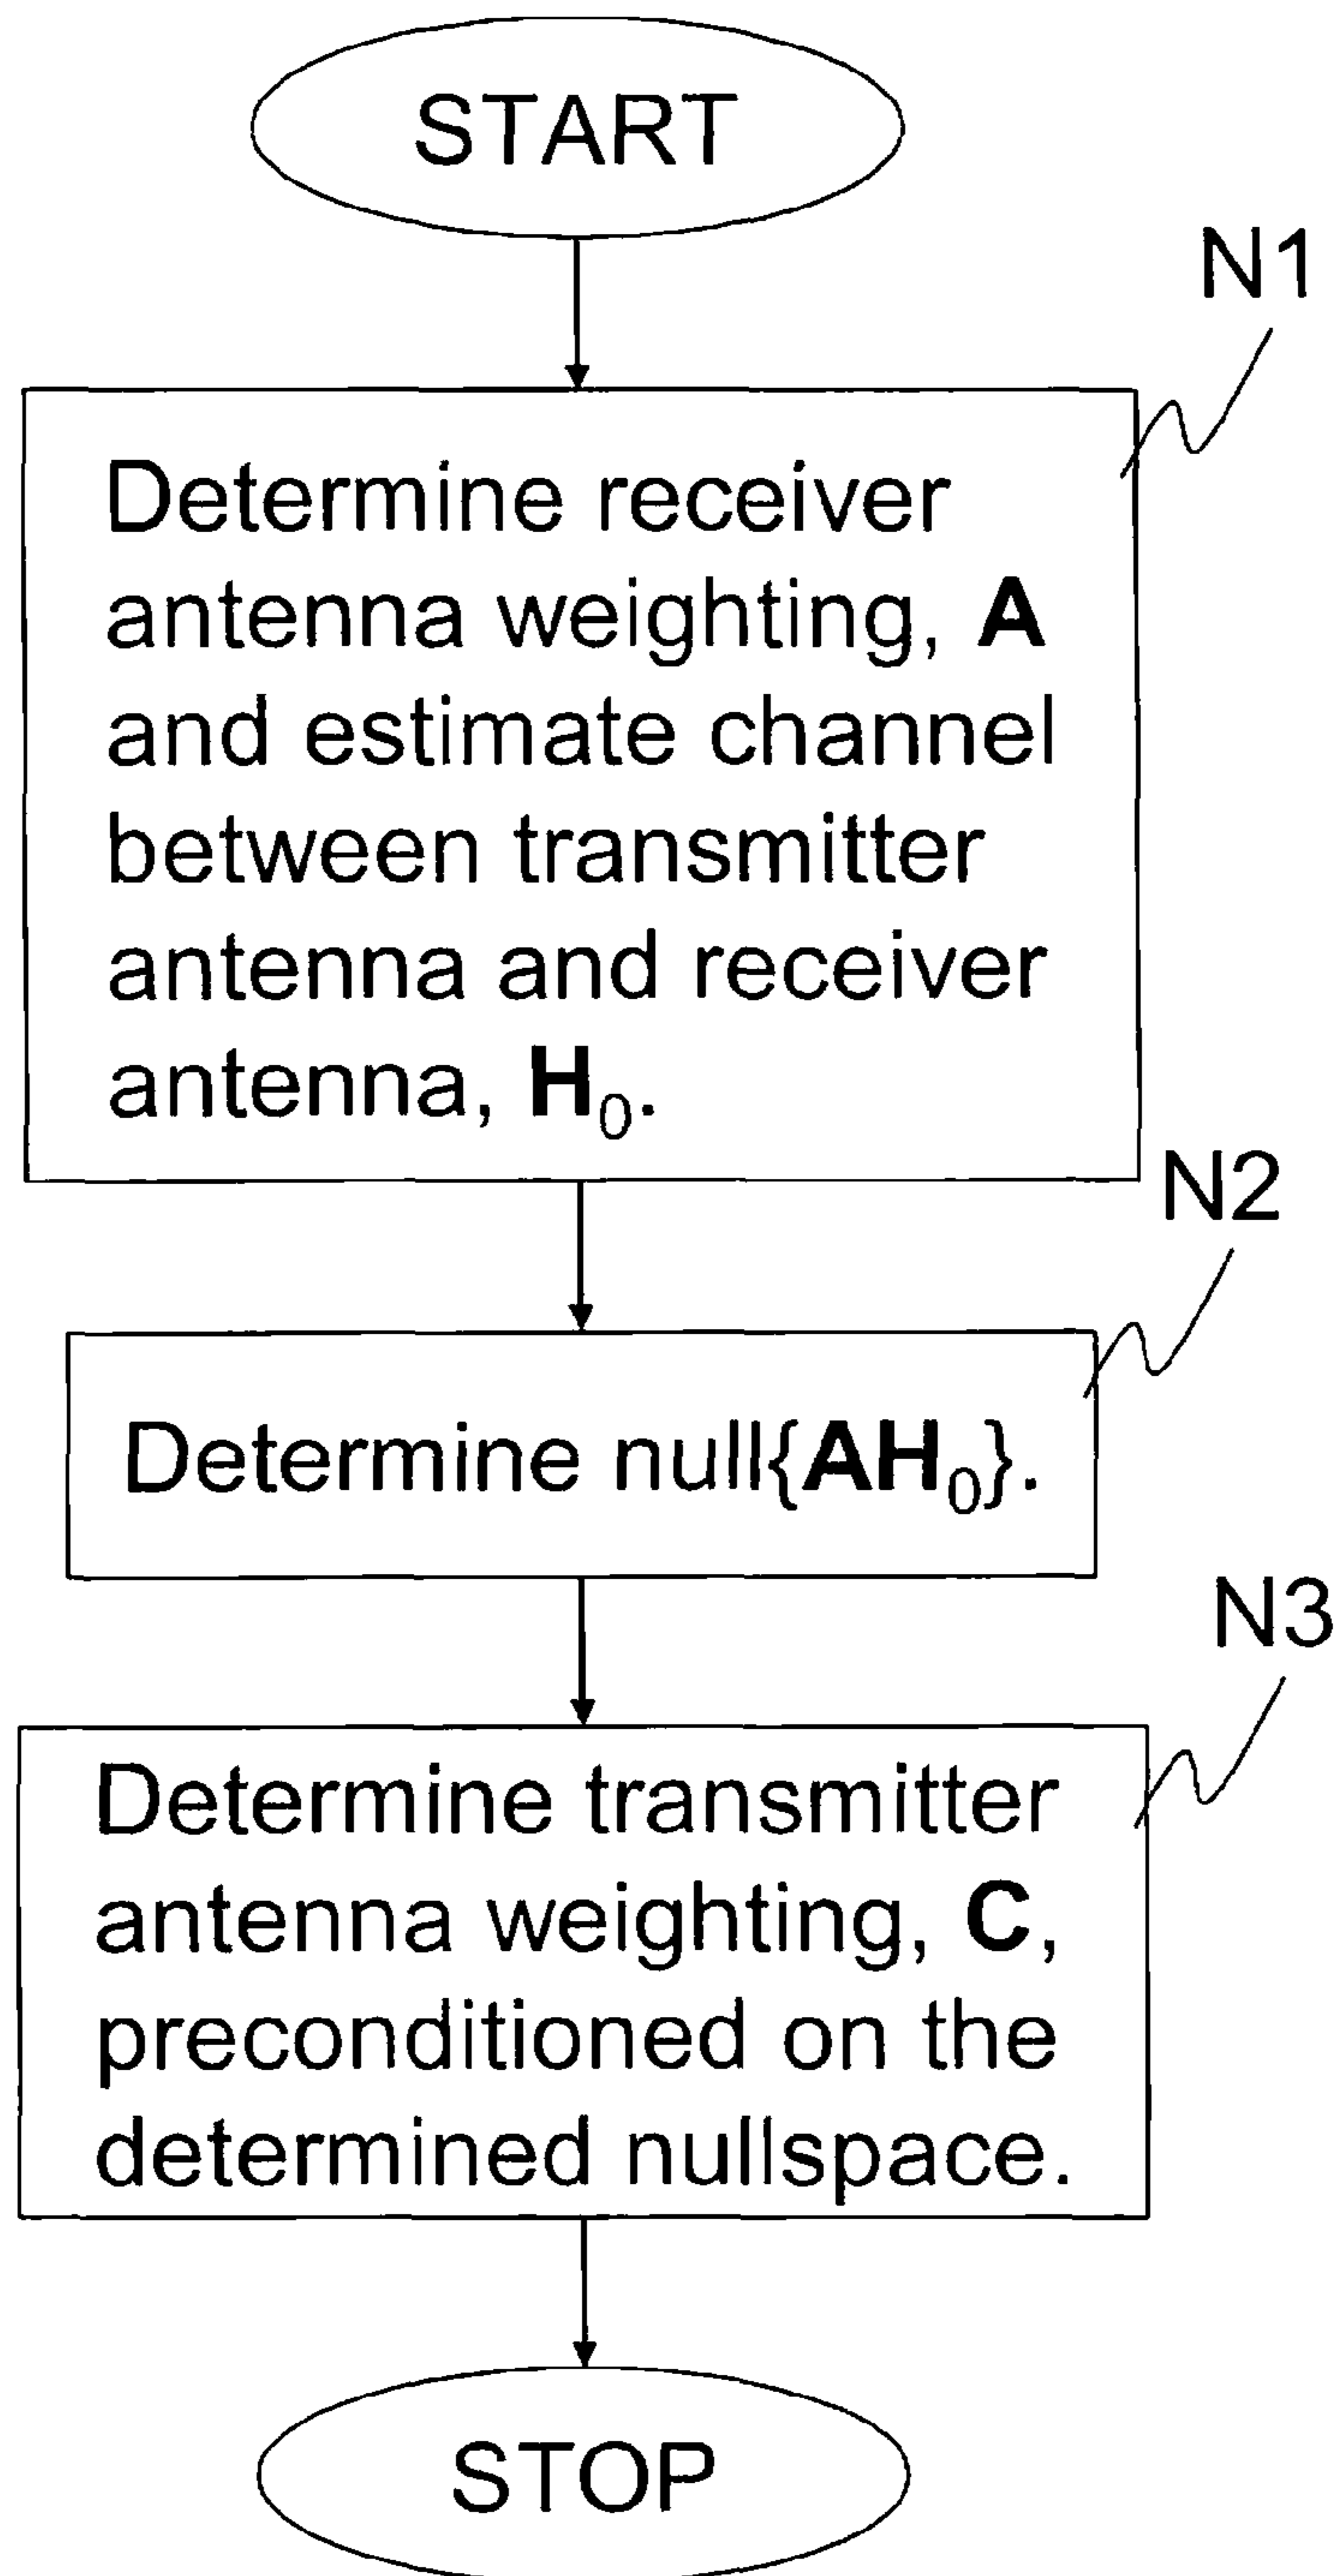 START
N1
Determine receiver
antenna weighting, A
and estimate channel
between transmitter
antenna and receiver
antenna, H₀.
N2
Determine null{AH₀}.
N3
Determine transmitter
antenna weighting, C,
preconditioned on the
determined nullspace.
STOP